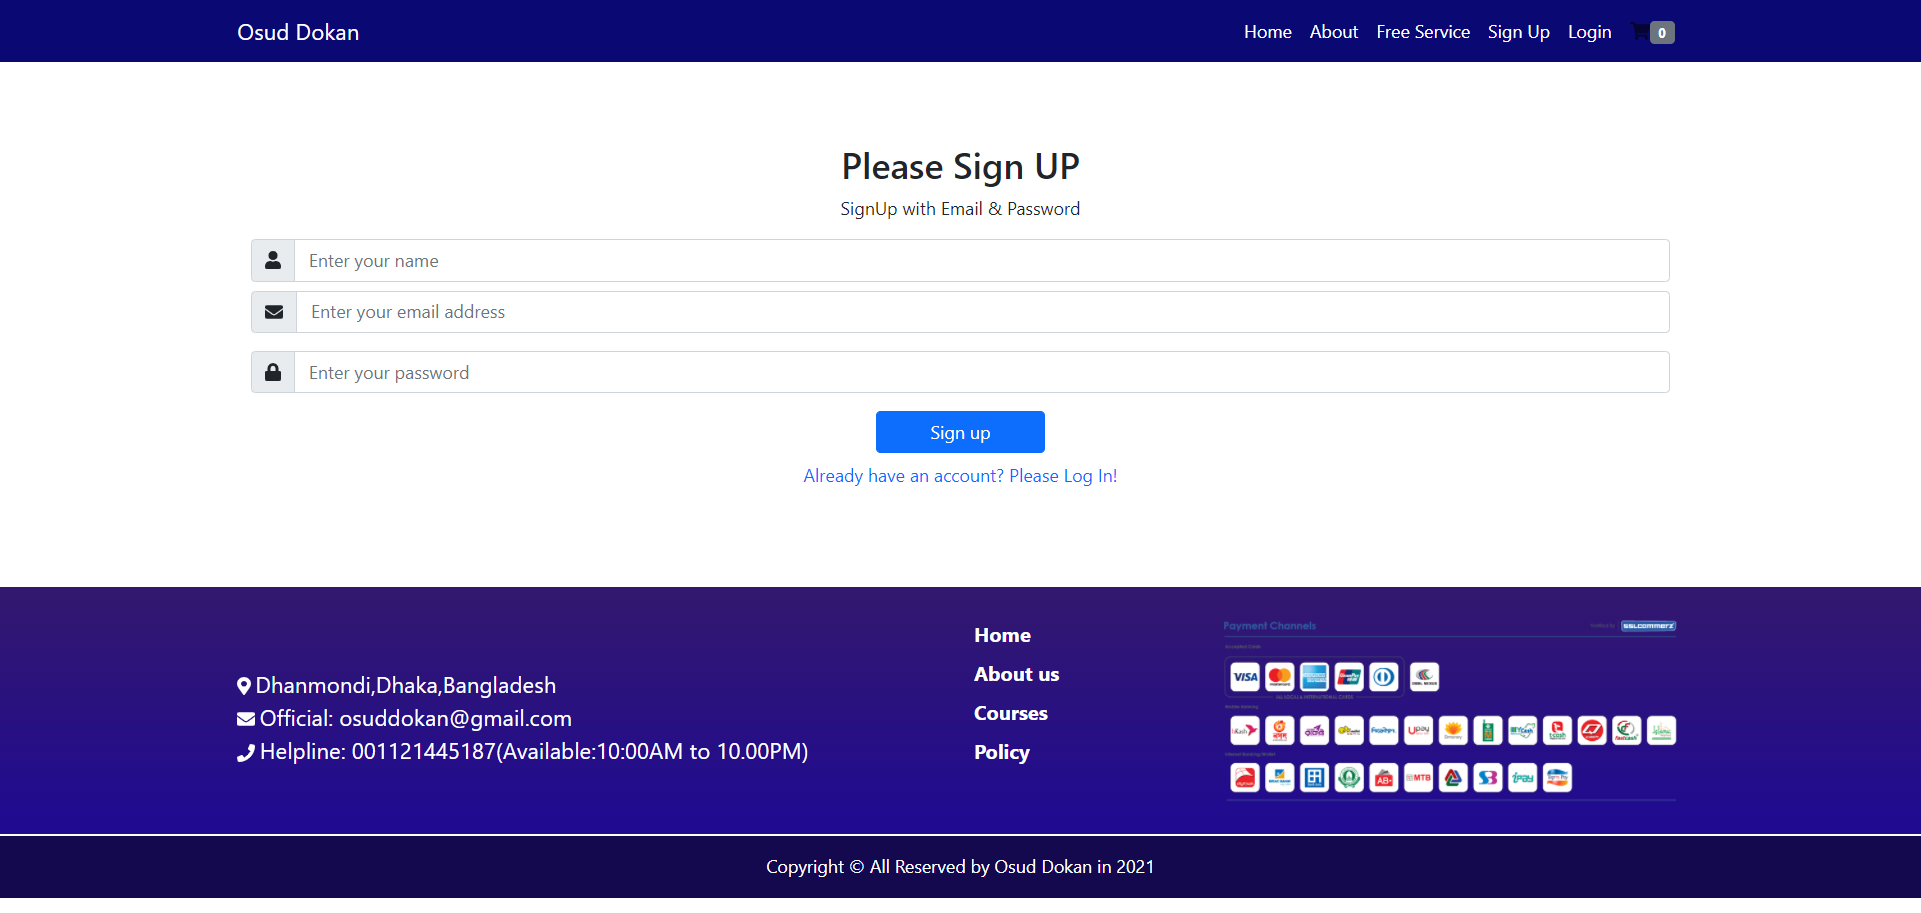 Osud Dokan
Home About Free Service Sign Up Login 0
Please Sign UP
SignUp with Email & Password
Enter your name
Enter your email address
Enter your password
Sign up
Already have an account? Please Log In!
Dhanmondi,Dhaka,Bangladesh
Official: osuddokan@gmail.com
Helpline: 001121445187(Available:10:00AM to 10.00PM)
Home
About us
Courses
Policy
Payment Channels
SSLCOMMERZ
VISA
upay
MTB
ipay
Copyright © All Reserved by Osud Dokan in 2021